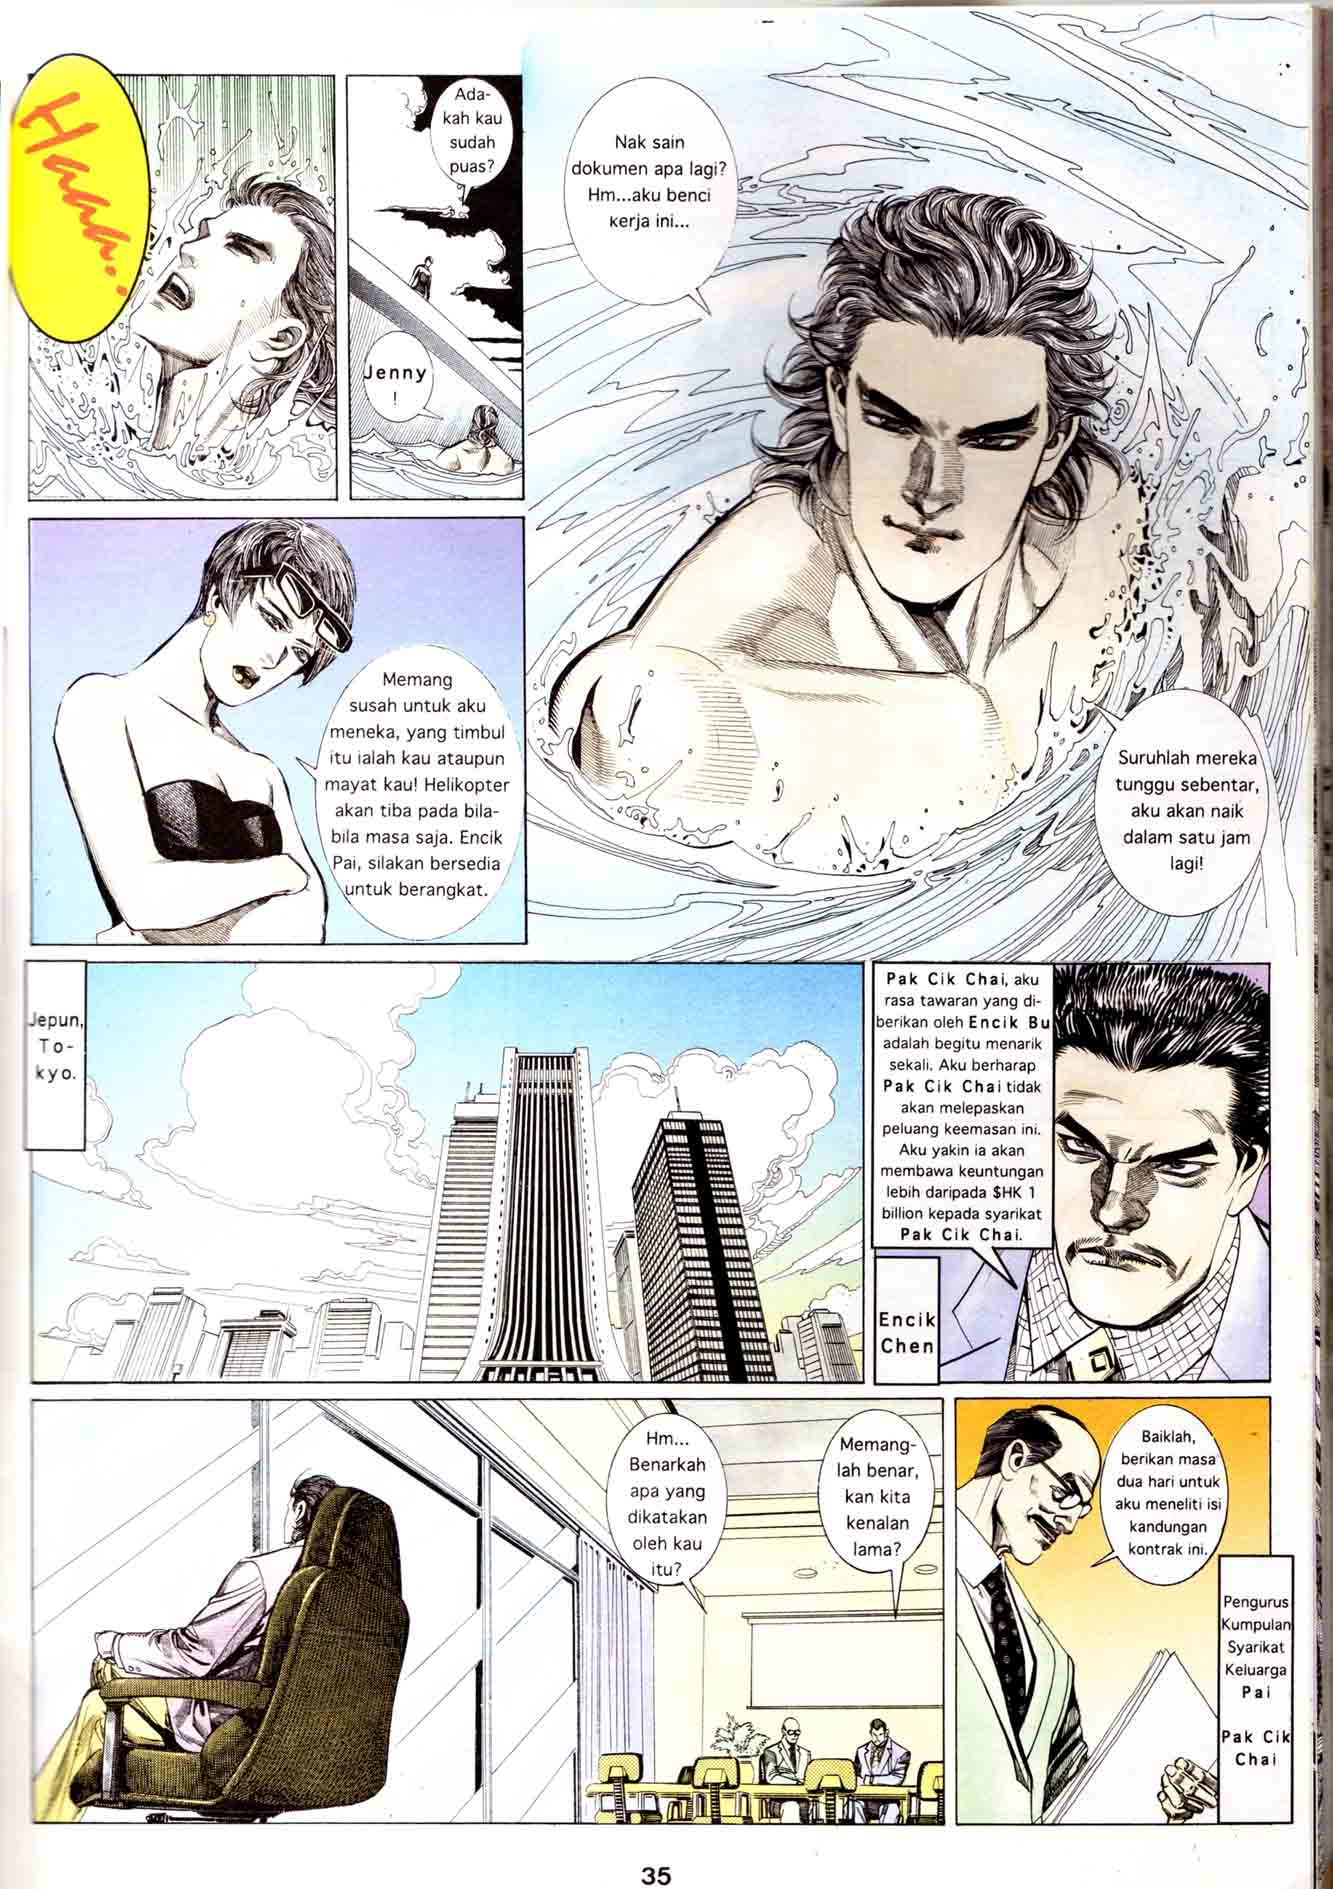 Haaa..
Ada-
kah kau
sudah
puas?
Jenny
!
Nak sain
dokumen apa lagi?
Hm...aku benci
kerja ini...
Memang
susah untuk aku
meneka, yang timbul
itu ialah kau ataupun
mayat kau! Helikopter
akan tiba pada bila-
bila masa saja. Encik
Pai, silakan bersedia
untuk berangkat.
Suruhlah mereka
tunggu sebentar,
aku akan naik
dalam satu jam
lagi!
Jepun,
To-
kyo.
Pak Cik Chai, aku
rasa tawaran yang di-
berikan oleh Encik Bu
adalah begitu menarik
sekali. Aku berharap
Pak Cik Chai tidak
akan melepaskan
peluang keemasan ini.
Aku yakin ia akan
membawa keuntungan
lebih daripada $HK 1
billion kepada syarikat
Pak Cik Chai.
Encik
Chen
Hm...
Benarkah
apa yang
dikatakan
oleh kau
itu?
Memang-
lah benar,
kan kita
kenalan
lama?
Baiklah,
berikan masa
dua hari untuk
aku meneliti isi
kandungan
kontrak ini.
Pengurus
Kumpulan
Syarikat
Keluarga
Pai
Pak Cik
Chai
35